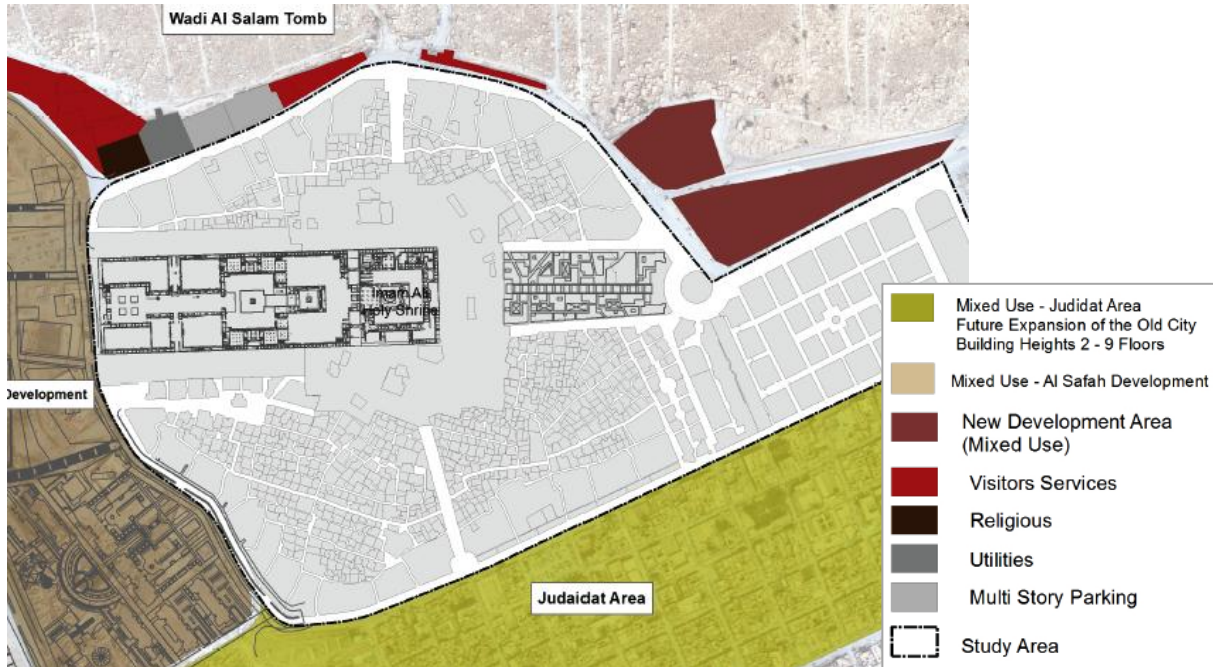 Wadi Al Salam Tomb
Imam Ali
Holy Shrine
Development
Judaidat Area
Mixed Use - Judidat Area
Future Expansion of the Old City
Building Heights 2 - 9 Floors
Mixed Use - Al Safah Development
New Development Area
(Mixed Use)
Visitors Services
Religious
Utilities
Multi Story Parking
Study Area